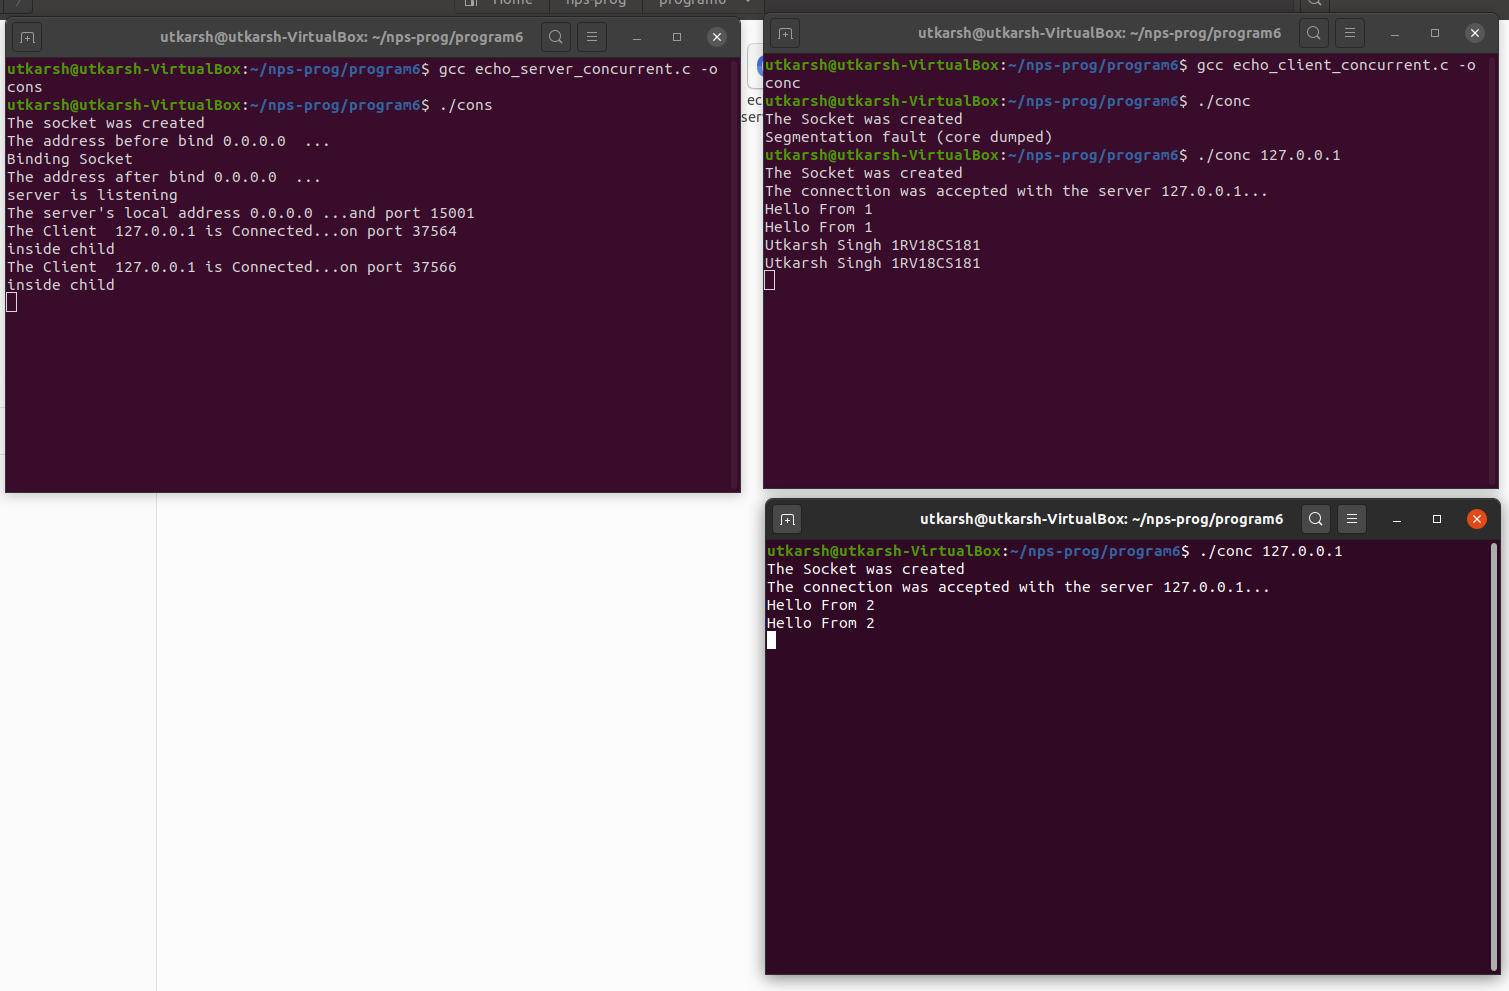 Home nps-prog program6
utkarsh@utkarsh-VirtualBox: ~/nps-prog/program6
utkarsh@utkarsh-VirtualBox:~/nps-prog/program6$ gcc echo_server_concurrent.c -o
cons
utkarsh@utkarsh-VirtualBox:~/nps-prog/program6$ ./cons
The socket was created
The address before bind 0.0.0.0  ...
Binding Socket
The address after bind 0.0.0.0  ...
server is listening
The server's local address 0.0.0.0 ...and port 15001
The Client  127.0.0.1 is Connected...on port 37564
inside child
The Client  127.0.0.1 is Connected...on port 37566
inside child
ec
ser
utkarsh@utkarsh-VirtualBox: ~/nps-prog/program6
utkarsh@utkarsh-VirtualBox:~/nps-prog/program6$ gcc echo_client_concurrent.c -o
conc
utkarsh@utkarsh-VirtualBox:~/nps-prog/program6$ ./conc
The Socket was created
Segmentation fault (core dumped)
utkarsh@utkarsh-VirtualBox:~/nps-prog/program6$ ./conc 127.0.0.1
The Socket was created
The connection was accepted with the server 127.0.0.1...
Hello From 1
Hello From 1
Utkarsh Singh 1RV18CS181
Utkarsh Singh 1RV18CS181
utkarsh@utkarsh-VirtualBox: ~/nps-prog/program6
utkarsh@utkarsh-VirtualBox:~/nps-prog/program6$ ./conc 127.0.0.1
The Socket was created
The connection was accepted with the server 127.0.0.1...
Hello From 2
Hello From 2